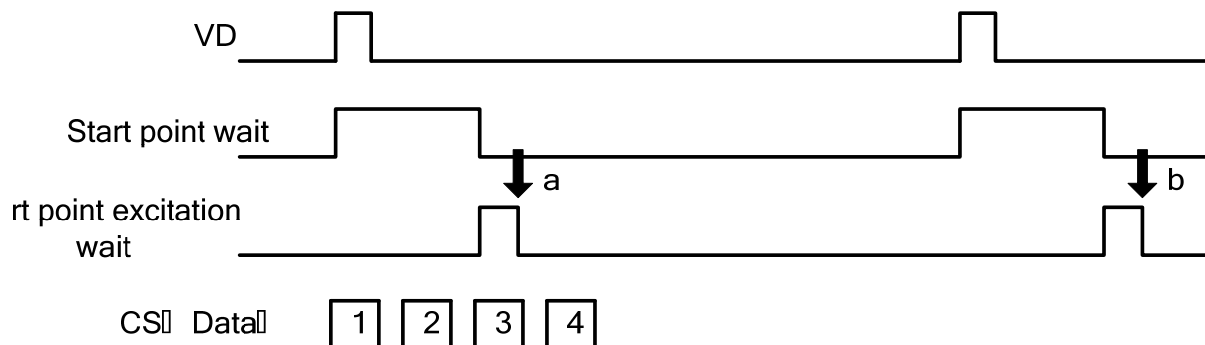 VD
Start point wait
a
b
rt point excitation
wait
CS▯ Data▯ 1 2 3 4